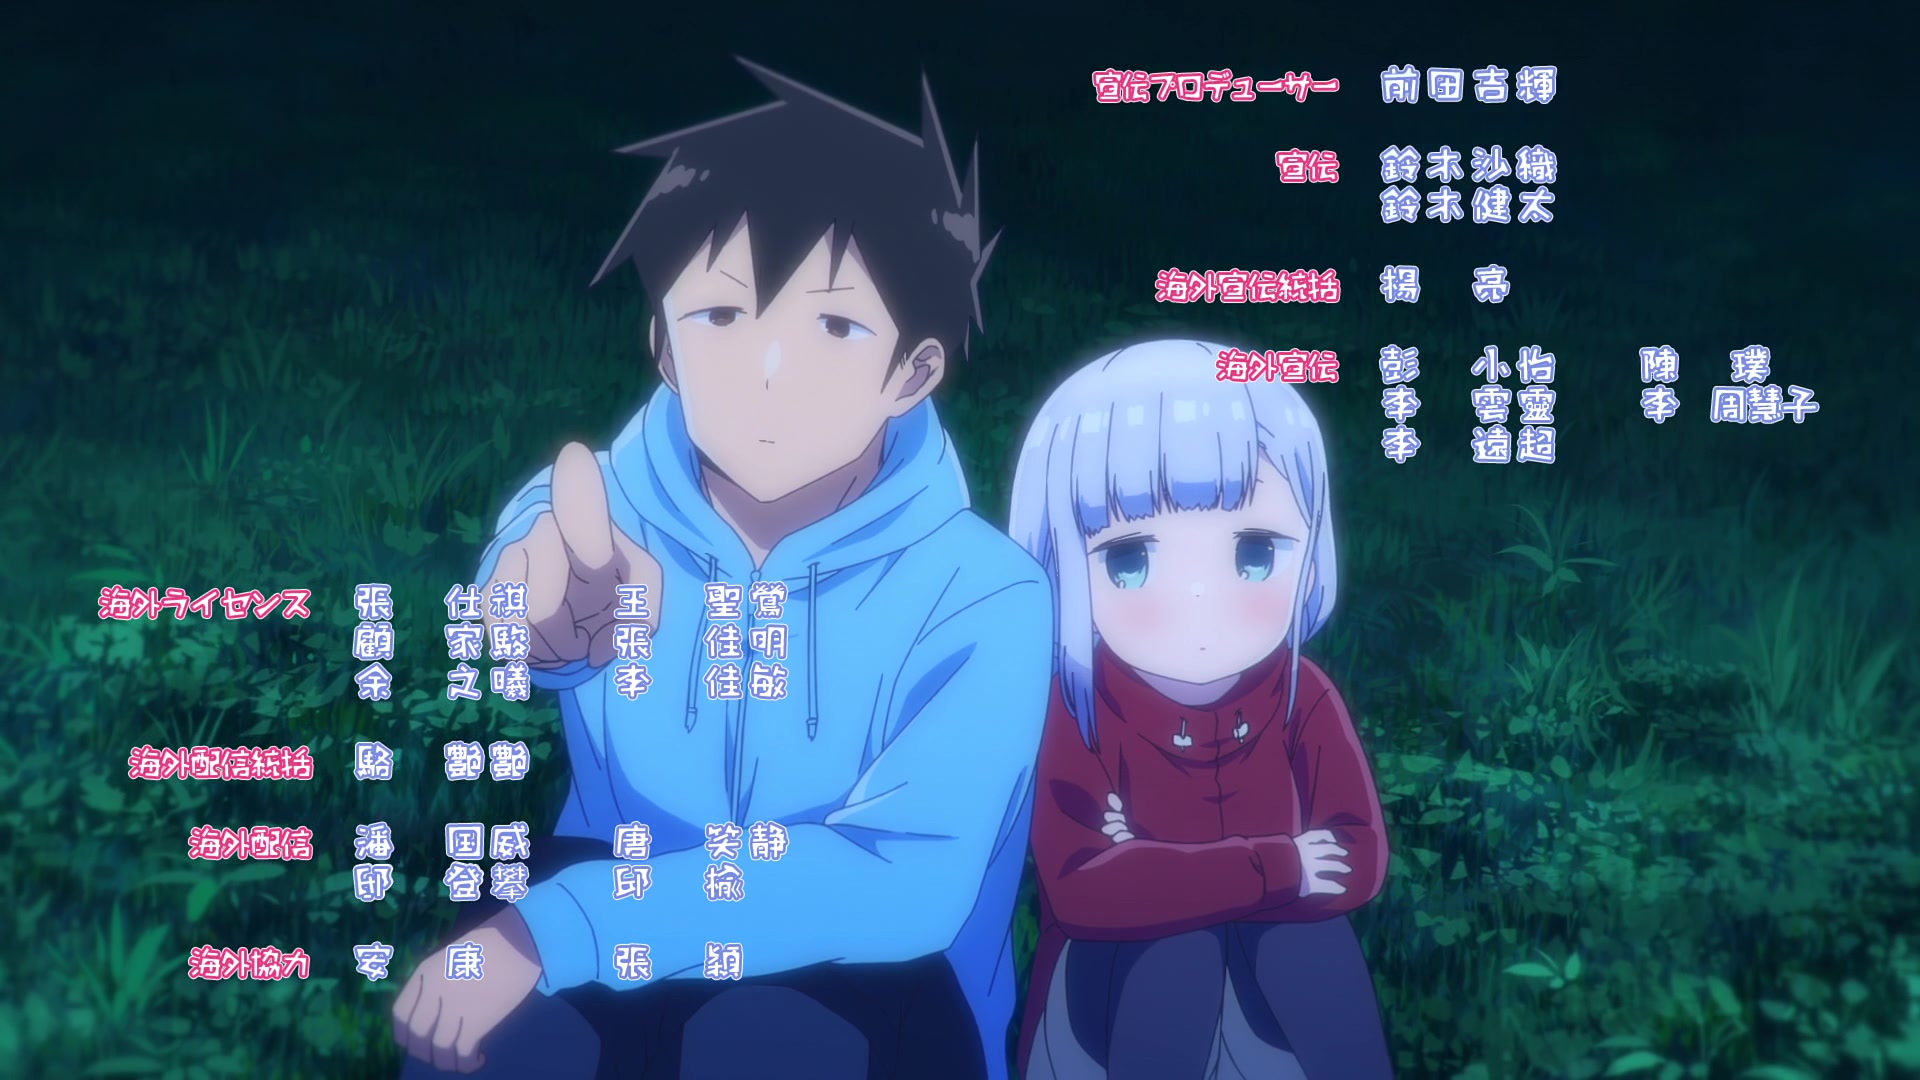 宣伝プロデューサー 前田吉輝
宣伝 鈴木沙織
鈴木健太
海外宣伝統括 楊 亮
海外宣伝 彭 小怡 陳 璞
李 雲靈 李 周慧子
李 遠超
海外ライセンス 張 仕祺 王 聖鶯
顧 家駿 張 佳明
余 之曦 李 佳敏
海外配信統括 駱 艷艷
海外配信 潘 国威 唐 笑静
邸 登攀 邱 榆
海外協力 安 康 張 穎